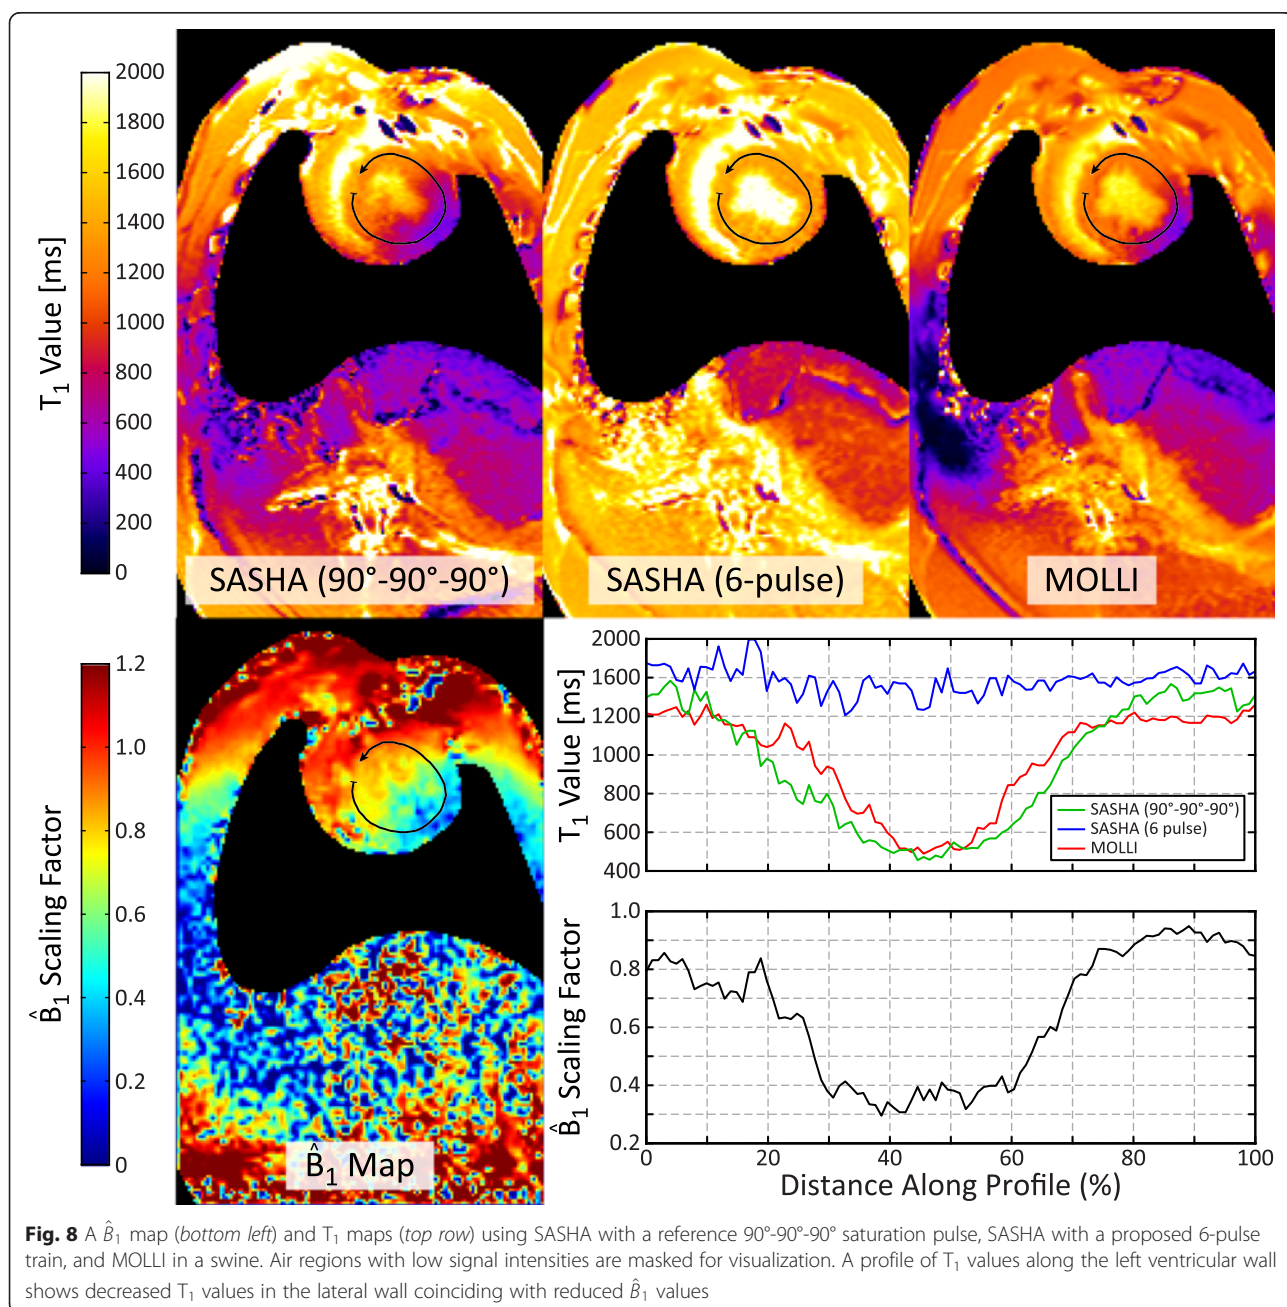 2000
1800
1600
1400
1200
1000
800
600
400
200
0
T1 Value [ms]
SASHA (90°-90°-90°)
SASHA (6-pulse)
MOLLI
1.2
1.0
0.8
0.6
0.4
0.2
0
B̂1 Scaling Factor
B̂1 Map
2000
1600
1200
1000
800
600
400
T1 Value [ms]
SASHA (90°-90°-90°)
SASHA (6 pulse)
MOLLI
1.0
0.8
0.6
0.4
0.2
B̂1 Scaling Factor
0 20 40 60 80 100
Distance Along Profile (%)
Fig. 8 A B̂1 map (bottom left) and T1 maps (top row) using SASHA with a reference 90°-90°-90° saturation pulse, SASHA with a proposed 6-pulse
train, and MOLLI in a swine. Air regions with low signal intensities are masked for visualization. A profile of T1 values along the left ventricular wall
shows decreased T1 values in the lateral wall coinciding with reduced B̂1 values